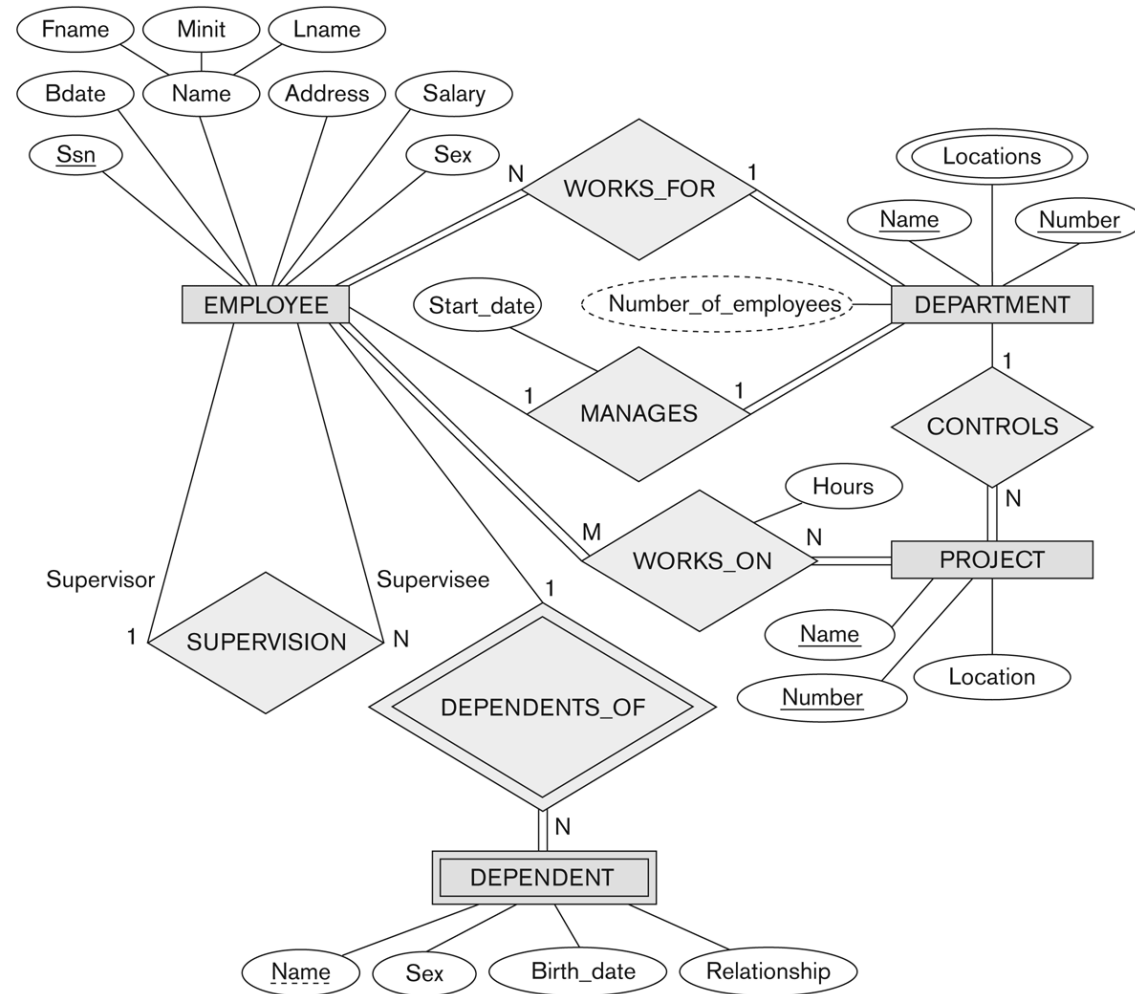 Fname
Minit
Lname
Bdate
Name
Address
Salary
Ssn
Sex
N
WORKS_FOR
1
Locations
Name
Number
EMPLOYEE
Start_date
Number_of_employees
DEPARTMENT
1
MANAGES
1
1
CONTROLS
N
Hours
M
WORKS_ON
N
PROJECT
Supervisor
Supervisee
1
SUPERVISION
N
1
Name
Number
Location
DEPENDENTS_OF
N
DEPENDENT
Name
Sex
Birth_date
Relationship